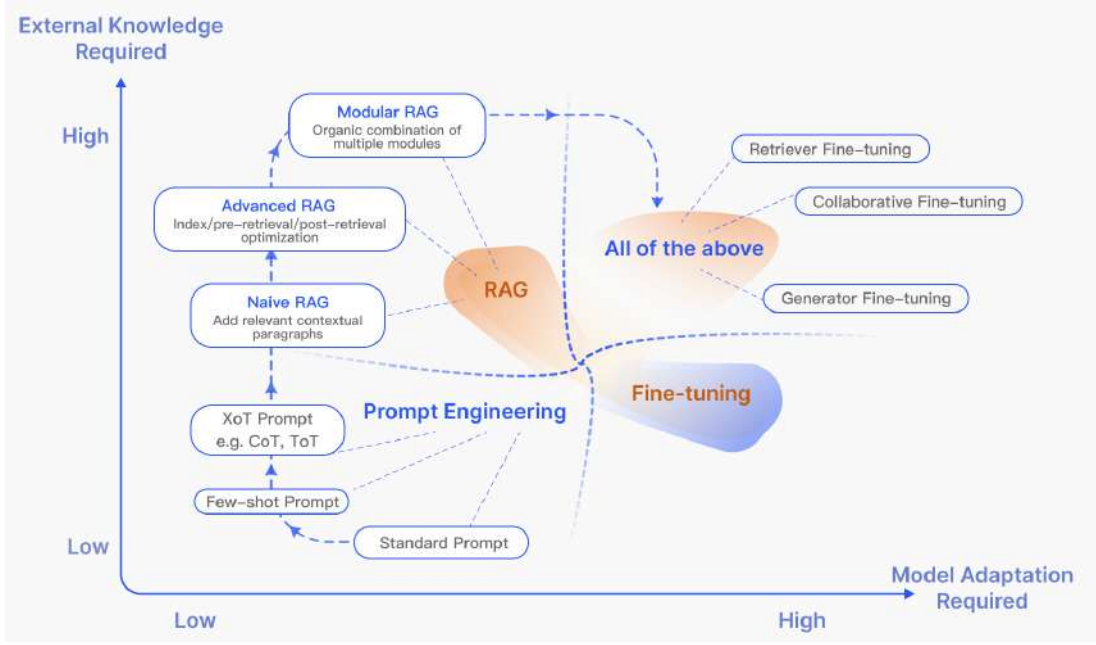 External Knowledge
Required
High
Modular RAG
Organic combination of
multiple modules
Retriever Fine-tuning
Advanced RAG
Index/pre-retrieval/post-retrieval
optimization
Collaborative Fine-tuning
All of the above
RAG
Naive RAG
Add relevant contextual
paragraphs
Generator Fine-tuning
Fine-tuning
Prompt Engineering
XoT Prompt
e.g. CoT, ToT
Few-shot Prompt
Standard Prompt
Low
Model Adaptation
Required
Low
High